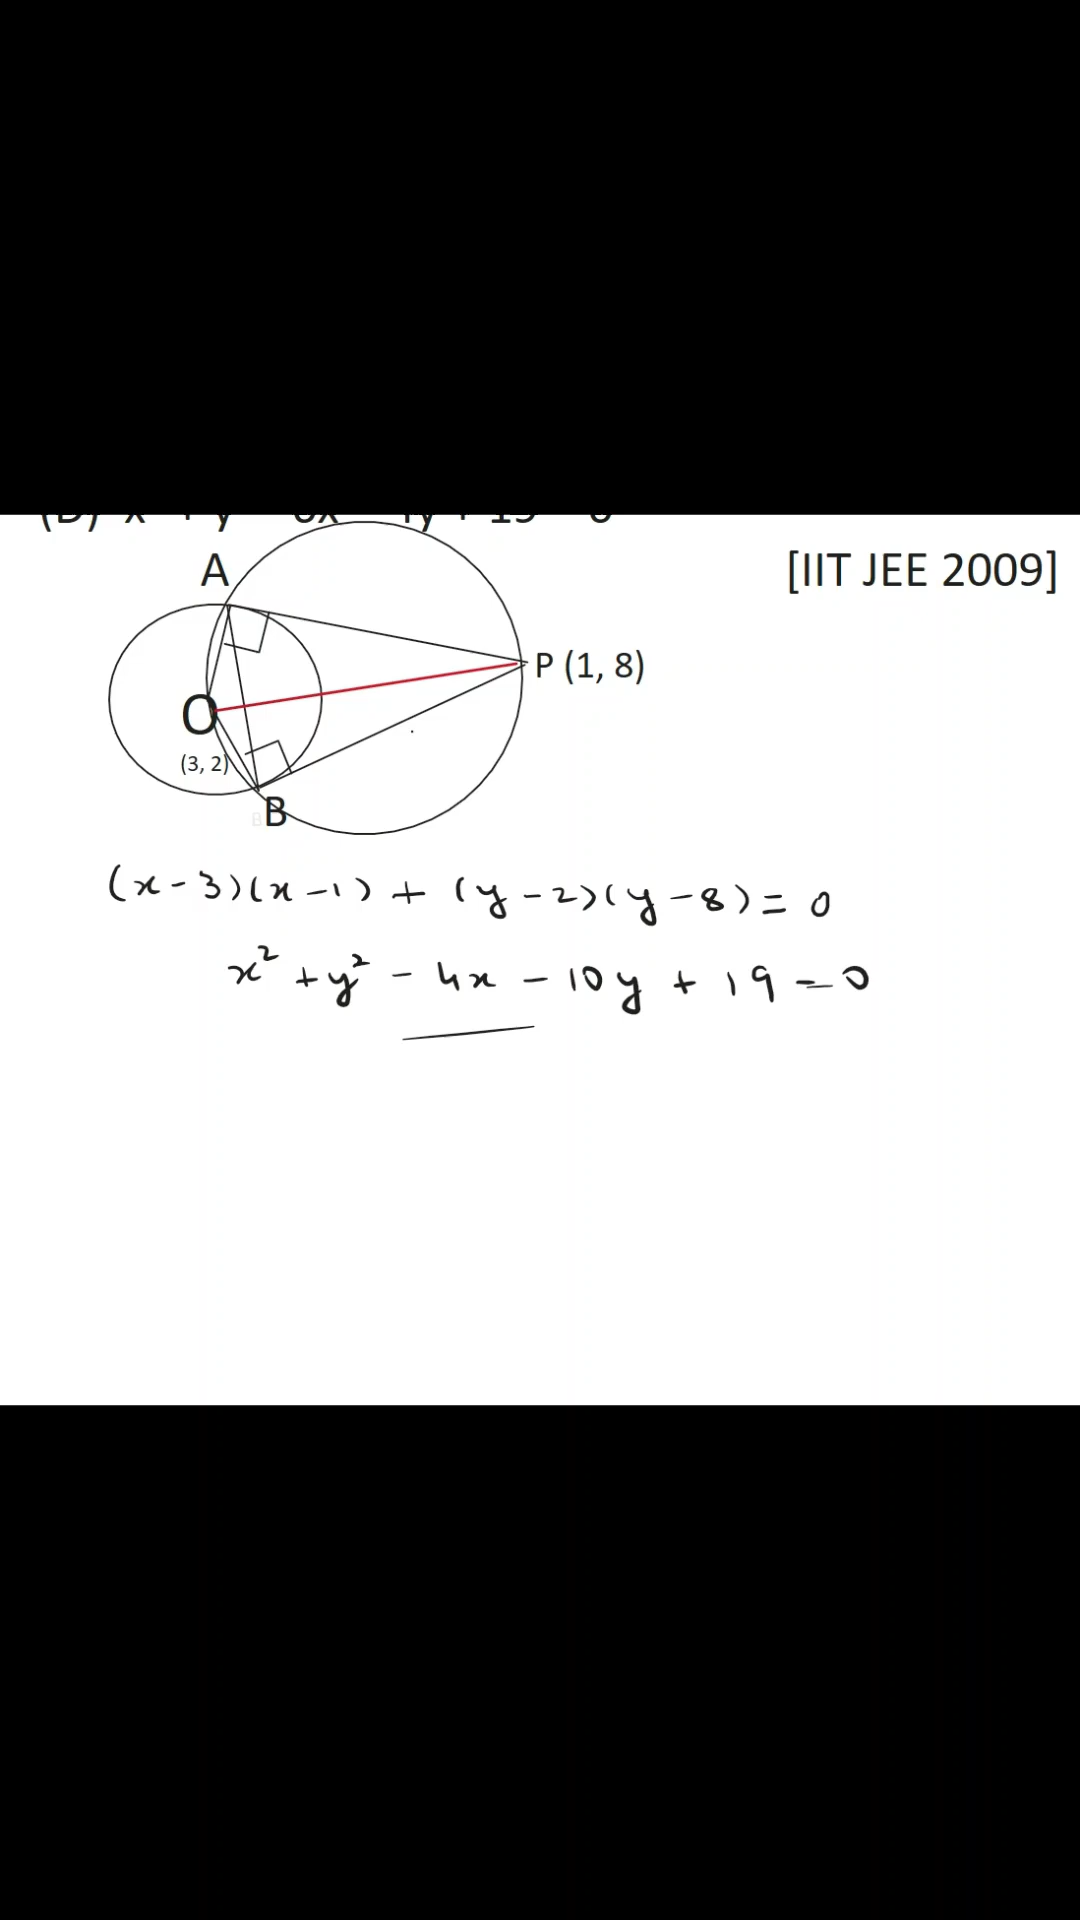 [IIT JEE 2009]
A
P (1, 8)
O
(3, 2)
B
B
(x - 3)(x - 1) + (y - 2)(y - 8) = 0
x² + y² - 4x - 10y + 19 = 0